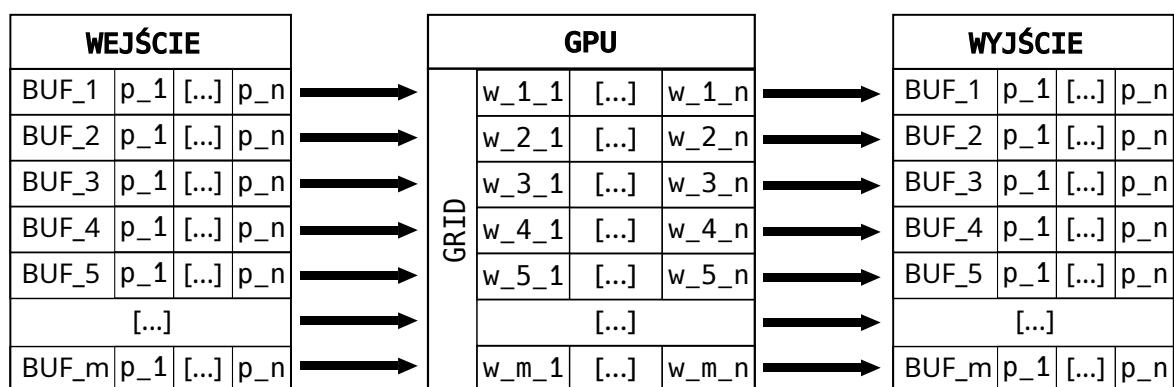 WEJŚCIE GPU WYJŚCIE
BUF_1 p_1 [...] p_n w_1_1 [...] w_1_n BUF_1 p_1 [...] p_n
BUF_2 p_1 [...] p_n w_2_1 [...] w_2_n BUF_2 p_1 [...] p_n
BUF_3 p_1 [...] p_n w_3_1 [...] w_3_n BUF_3 p_1 [...] p_n
GRID
BUF_4 p_1 [...] p_n w_4_1 [...] w_4_n BUF_4 p_1 [...] p_n
BUF_5 p_1 [...] p_n w_5_1 [...] w_5_n BUF_5 p_1 [...] p_n
[...] [...] [...]
BUF_m p_1 [...] p_n w_m_1 [...] w_m_n BUF_m p_1 [...] p_n